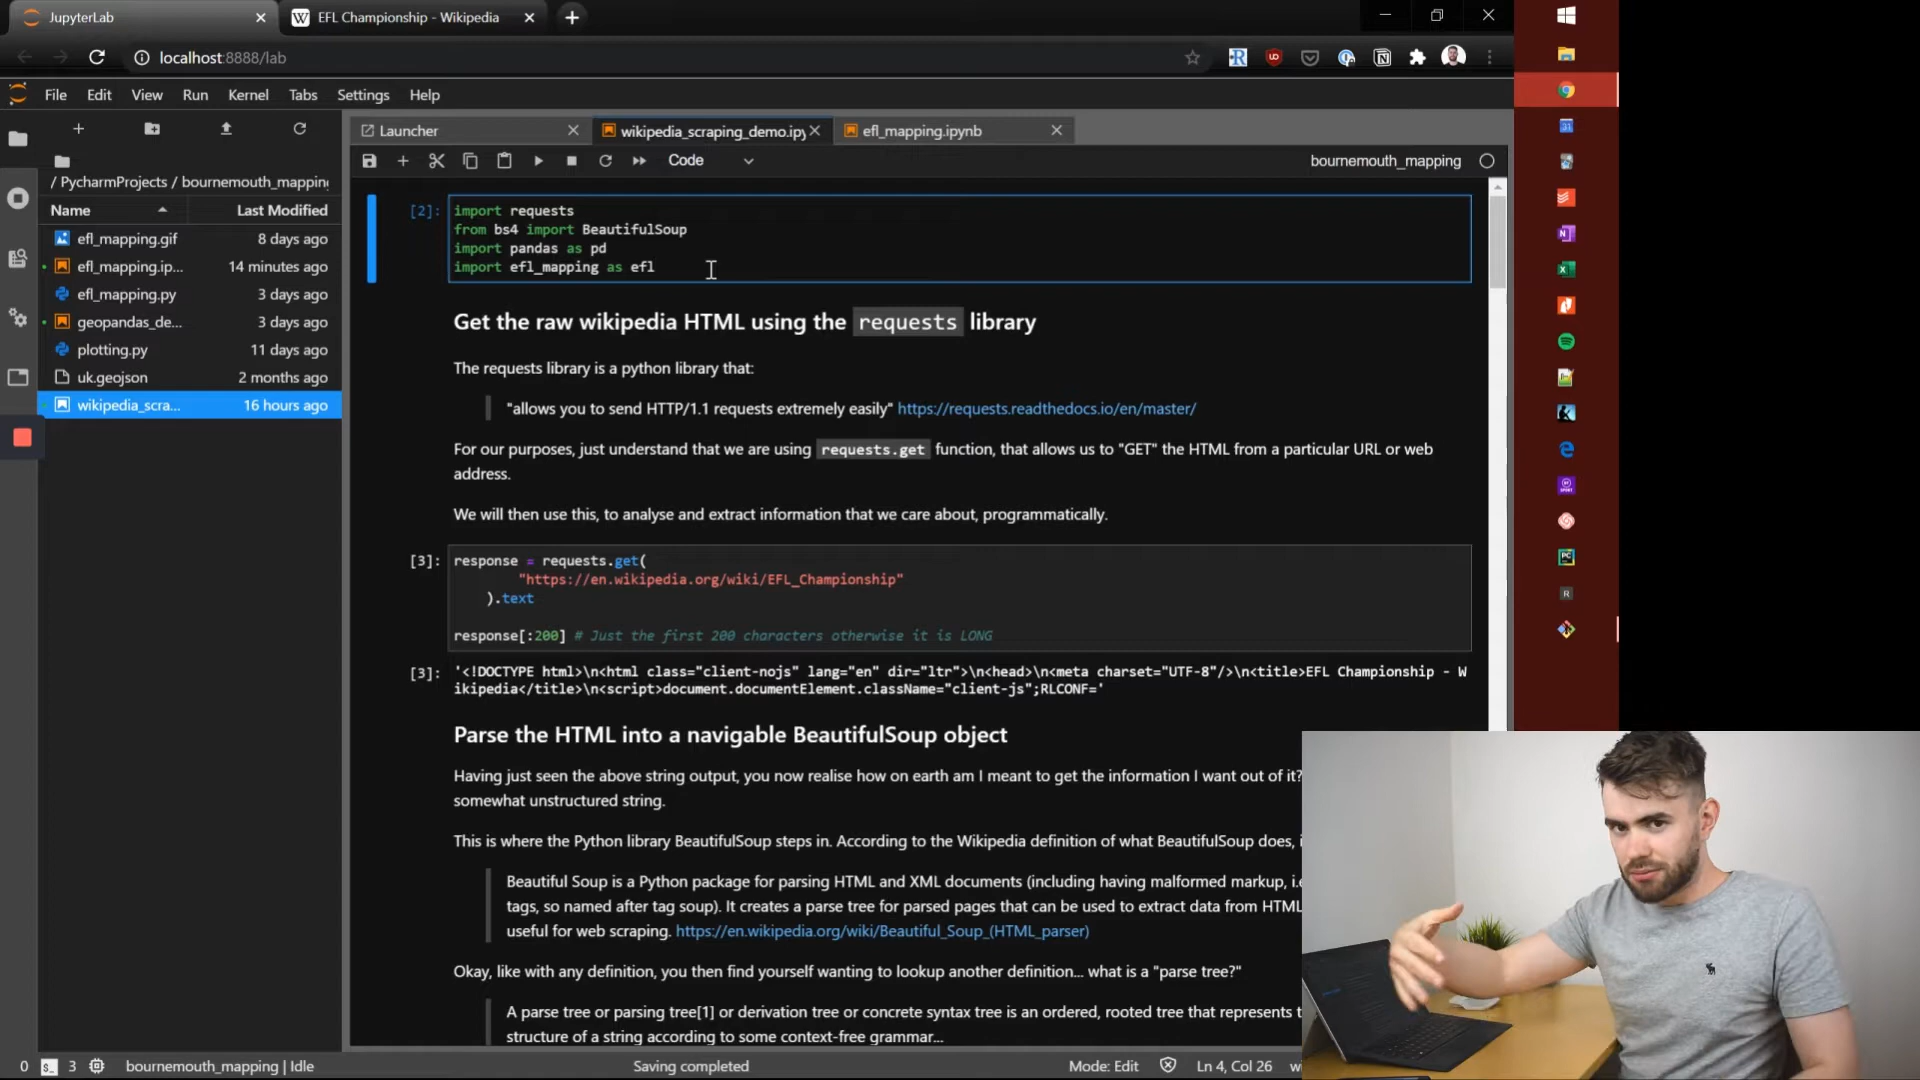 JupyterLab
EFL Championship - Wikipedia
localhost:8888/lab
File Edit View Run Kernel Tabs Settings Help
Launcher
wikipedia_scraping_demo.ipy
efl_mapping.ipynb
Code
bournemouth_mapping
/ PycharmProjects / bournemouth_mapping
Name Last Modified
efl_mapping.gif 8 days ago
efl_mapping.ip... 14 minutes ago
efl_mapping.py 3 days ago
geopandas_de... 3 days ago
plotting.py 11 days ago
uk.geojson 2 months ago
wikipedia_scra... 16 hours ago
[2]: import requests
from bs4 import BeautifulSoup
import pandas as pd
import efl_mapping as efl
Get the raw wikipedia HTML using the requests library
The requests library is a python library that:
"allows you to send HTTP/1.1 requests extremely easily" https://requests.readthedocs.io/en/master/
For our purposes, just understand that we are using requests.get function, that allows us to "GET" the HTML from a particular URL or web
address.
We will then use this, to analyse and extract information that we care about, programmatically.
[3]: response = requests.get(
"https://en.wikipedia.org/wiki/EFL_Championship"
).text
response[:200] # Just the first 200 characters otherwise it is LONG
[3]: '<!DOCTYPE html>\n<html class="client-nojs" lang="en" dir="ltr">\n<head>\n<meta charset="UTF-8"/>\n<title>EFL Championship - W
ikipedia</title>\n<script>document.documentElement.className="client-js";RLCONF='
Parse the HTML into a navigable BeautifulSoup object
Having just seen the above string output, you now realise how on earth am I meant to get the information I want out of it?
somewhat unstructured string.
This is where the Python library BeautifulSoup steps in. According to the Wikipedia definition of what BeautifulSoup does, i
Beautiful Soup is a Python package for parsing HTML and XML documents (including having malformed markup, i.e
tags, so named after tag soup). It creates a parse tree for parsed pages that can be used to extract data from HTML
useful for web scraping. https://en.wikipedia.org/wiki/Beautiful_Soup_(HTML_parser)
Okay, like with any definition, you then find yourself wanting to lookup another definition... what is a "parse tree?"
A parse tree or parsing tree[1] or derivation tree or concrete syntax tree is an ordered, rooted tree that represents t
structure of a string according to some context-free grammar...
0 3 bournemouth_mapping | Idle
Saving completed
Mode: Edit
Ln 4, Col 26